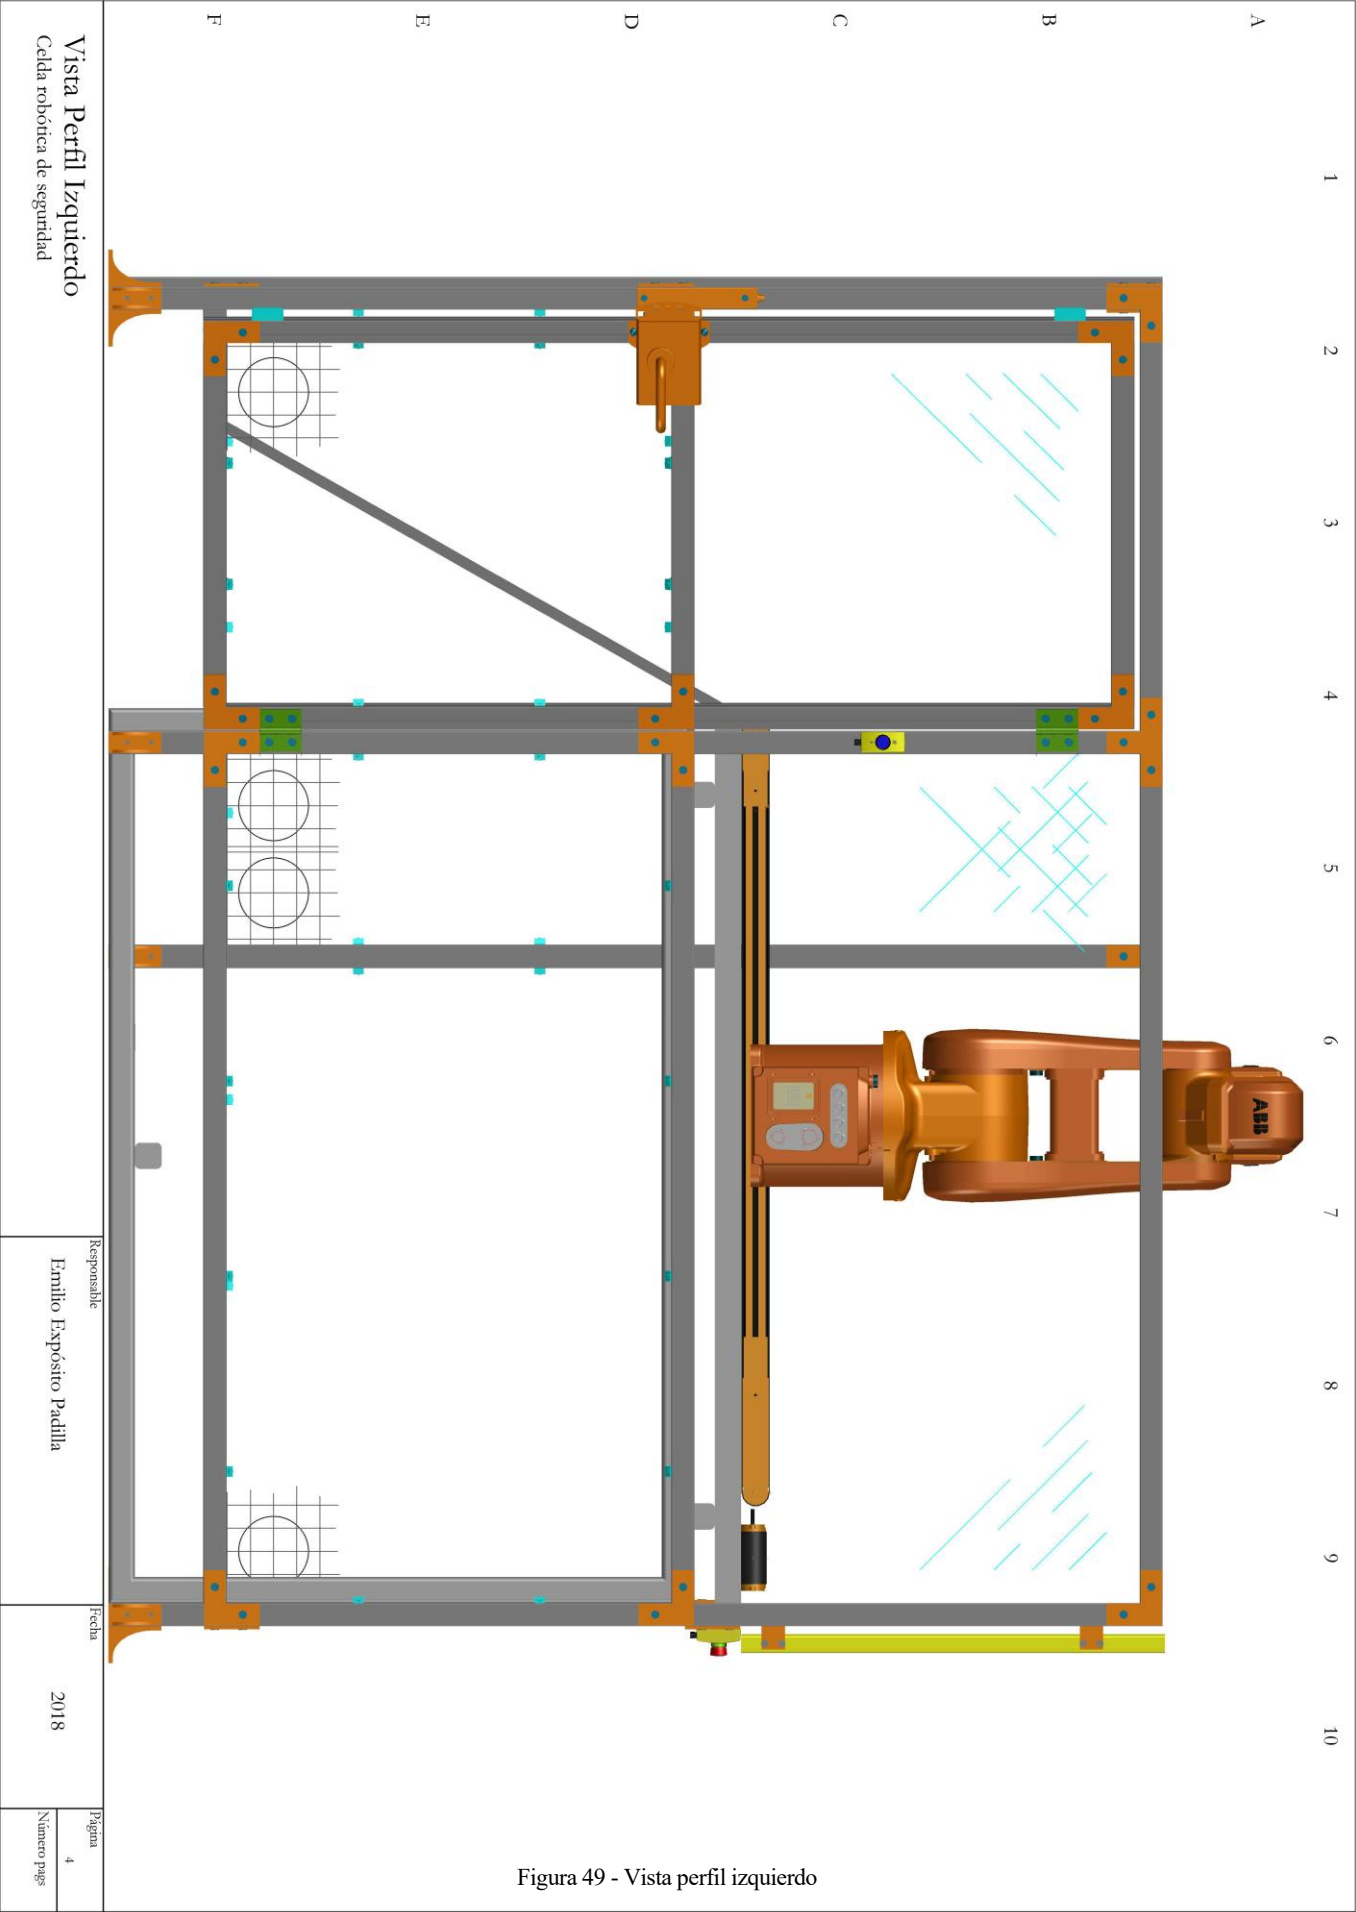 1
2
3
4
5
6
7
8
9
10
A
B
C
D
E
F
ABB
Vista Perfil Izquierdo
Celda robótica de seguridad
Responsable
Emilio Expósito Padilla
Fecha
2018
Página
4
Número pags
Figura 49 - Vista perfil izquierdo